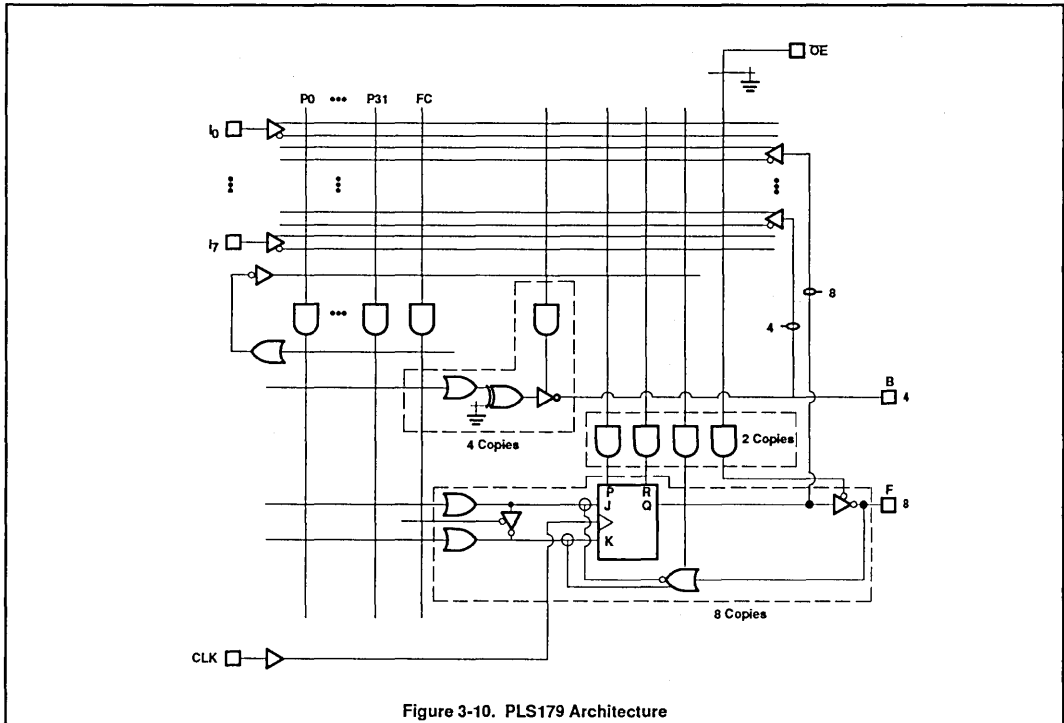 OE
P0 ••• P31 FC
I0
I7
8
4
B
4
4 Copies
2 Copies
P R
J Q
K
F
8
8 Copies
CLK
Figure 3-10. PLS179 Architecture